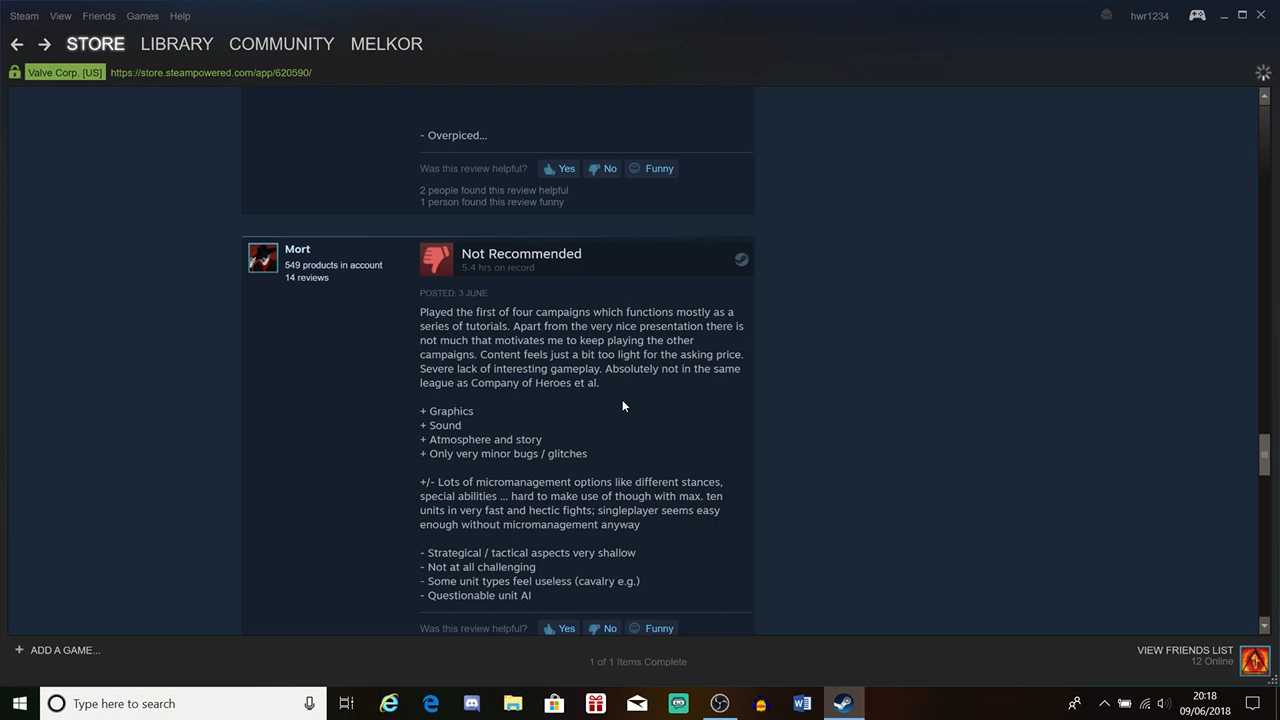 Steam View Friends Games Help hwr1234
STORE LIBRARY COMMUNITY MELKOR
Valve Corp. [US] https://store.steampowered.com/app/620590/
- Overpiced...
Was this review helpful? Yes No Funny
2 people found this review helpful
1 person found this review funny
Mort
549 products in account
14 reviews
Not Recommended
5.4 hrs on record
POSTED: 3 JUNE
Played the first of four campaigns which functions mostly as a
series of tutorials. Apart from the very nice presentation there is
not much that motivates me to keep playing the other
campaigns. Content feels just a bit too light for the asking price.
Severe lack of interesting gameplay. Absolutely not in the same
league as Company of Heroes et al.
+ Graphics
+ Sound
+ Atmosphere and story
+ Only very minor bugs / glitches
+/- Lots of micromanagement options like different stances,
special abilities ... hard to make use of though with max. ten
units in very fast and hectic fights; singleplayer seems easy
enough without micromanagement anyway
- Strategical / tactical aspects very shallow
- Not at all challenging
- Some unit types feel useless (cavalry e.g.)
- Questionable unit AI
Was this review helpful? Yes No Funny
+ ADD A GAME...
1 of 1 Items Complete
VIEW FRIENDS LIST
12 Online
Type here to search
20:18
09/06/2018